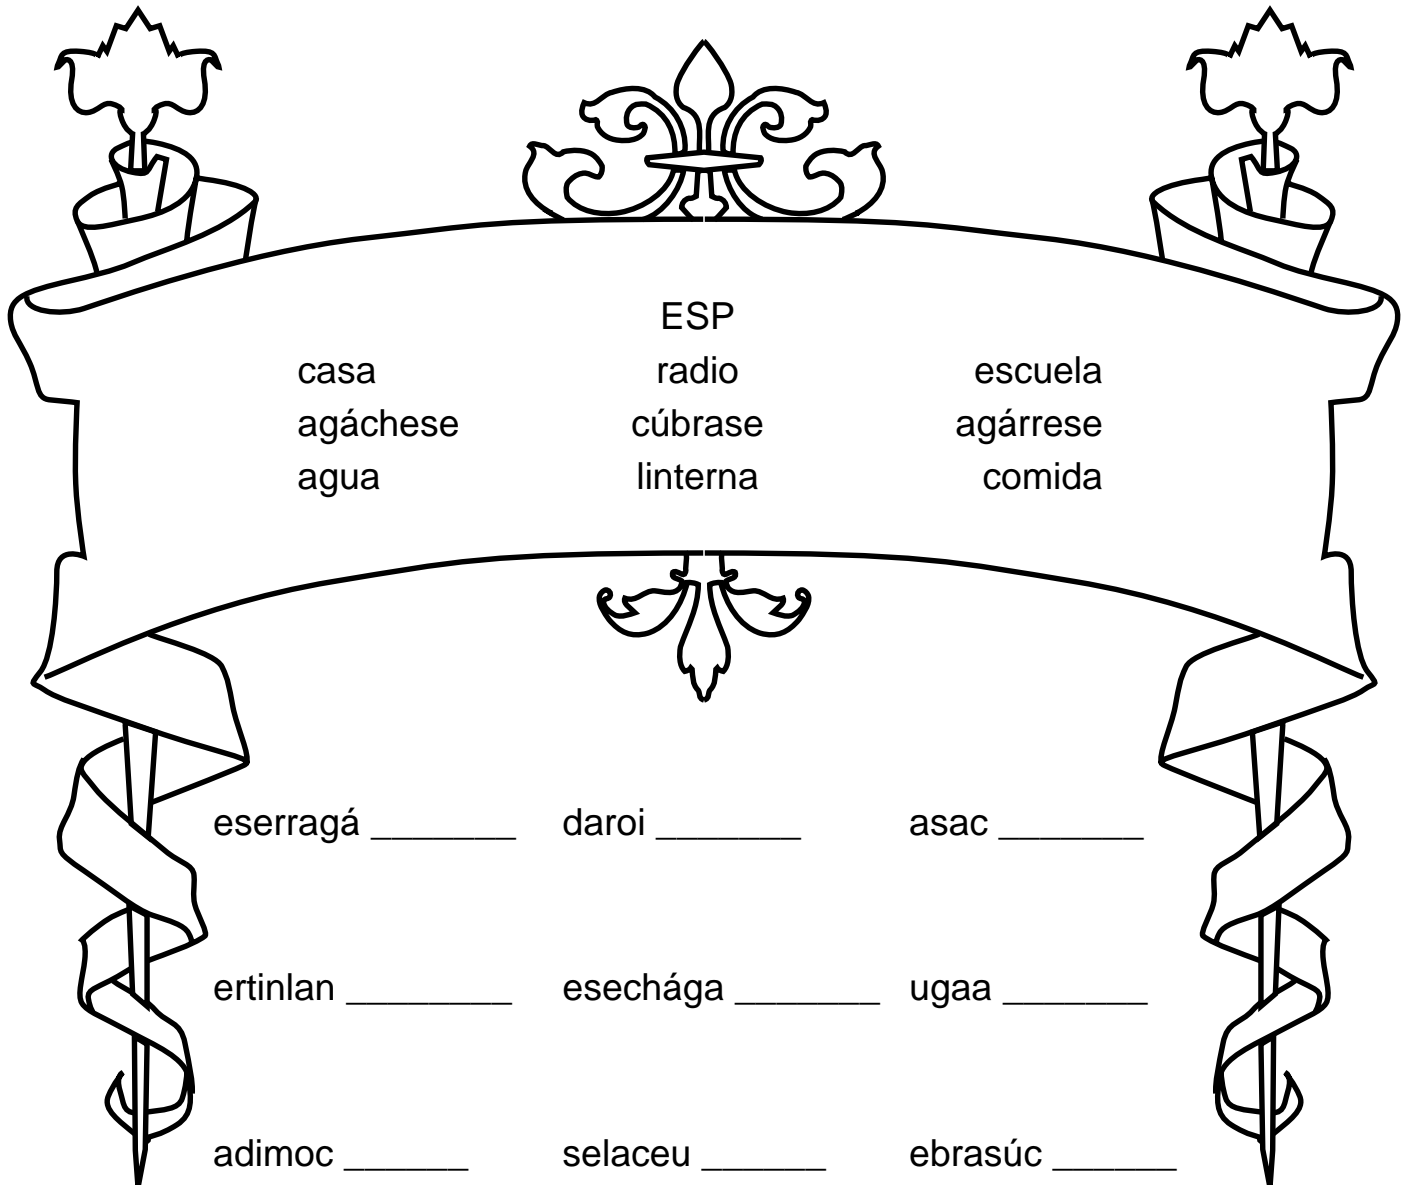 ESP
casa radio escuela
agáchese cúbrase agárrese
agua linterna comida
eserragá _______ daroi _______ asac _______
ertinlan ________ esechága _______ ugaa _______
adimoc ______ selaceu ______ ebrasúc ______